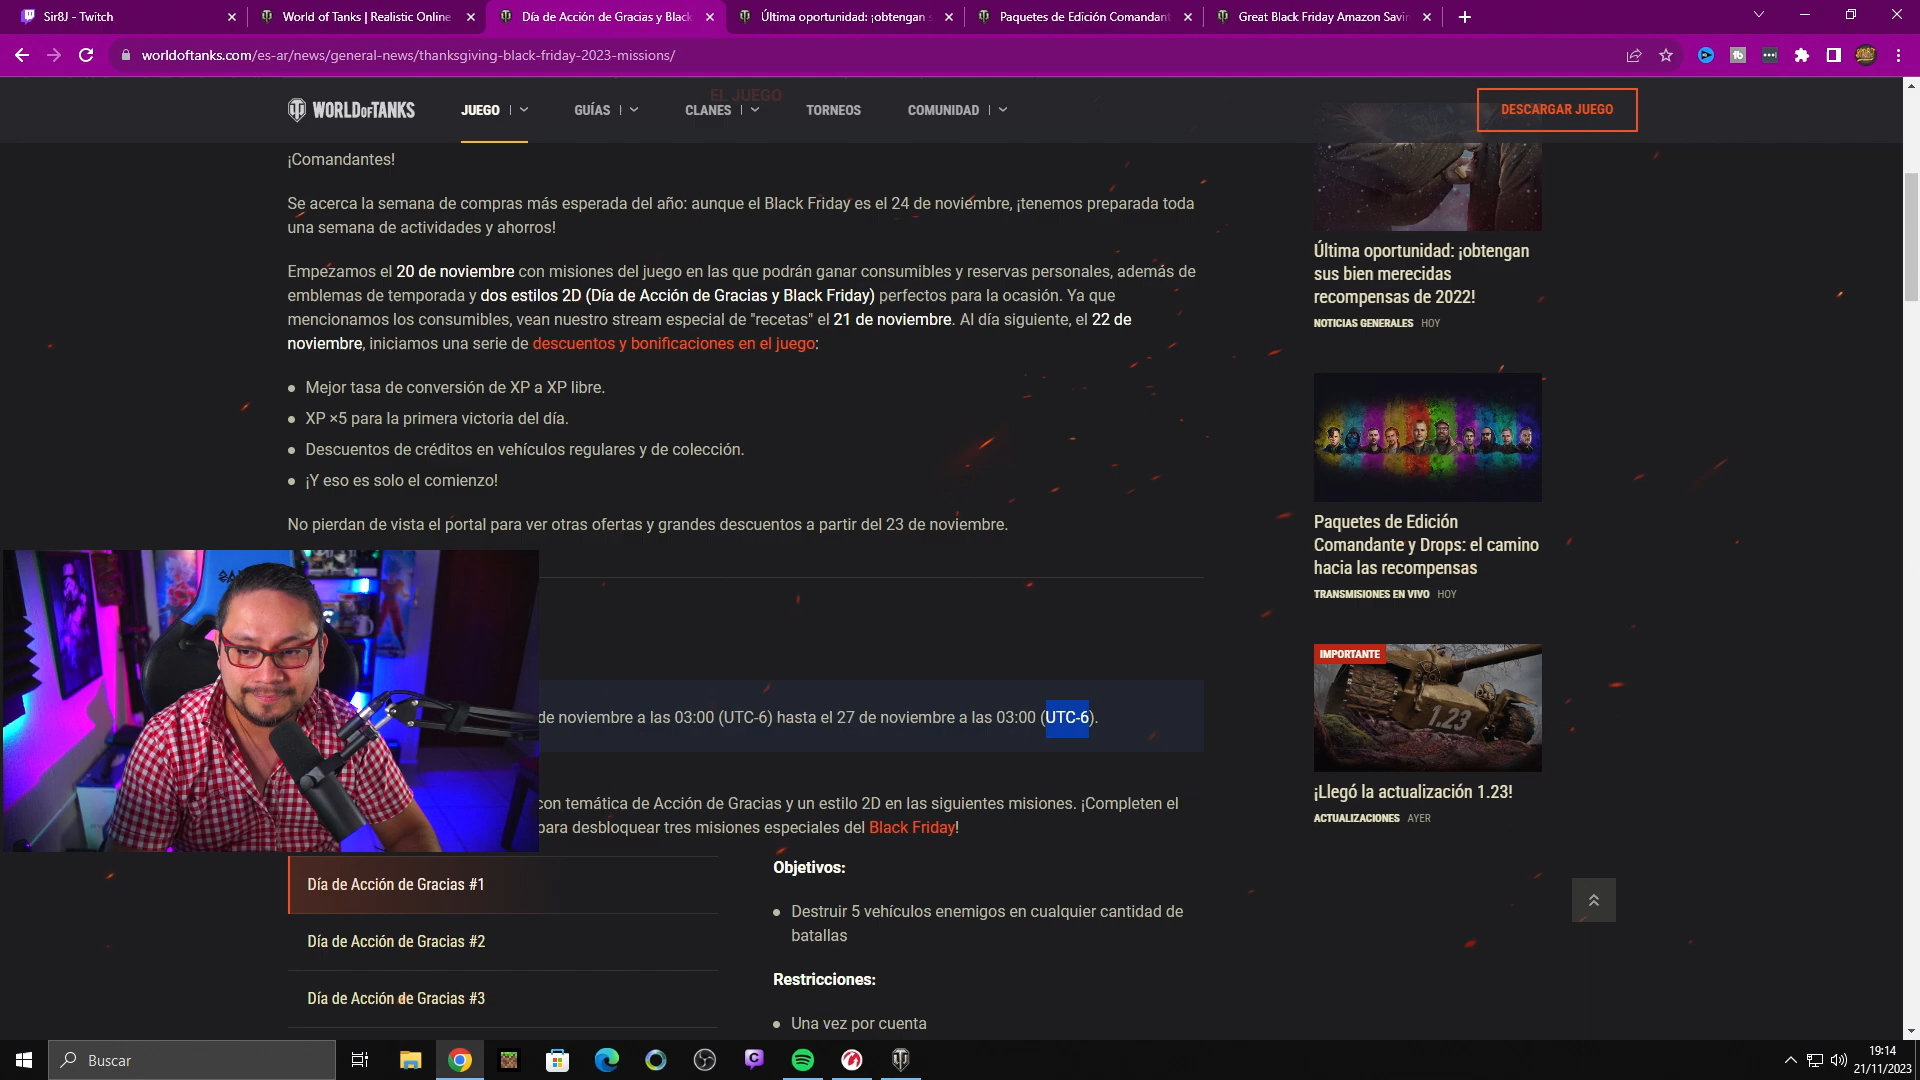 Sir8J - Twitch
World of Tanks | Realistic Online
Día de Acción de Gracias y Black
Última oportunidad: ¡obtengan s
Paquetes de Edición Comandant
Great Black Friday Amazon Savin
worldoftanks.com/es-ar/news/general-news/thanksgiving-black-friday-2023-missions/
WORLD OF TANKS
JUEGO
GUÍAS
CLANES
TORNEOS
COMUNIDAD
DESCARGAR JUEGO
EL JUEGO
¡Comandantes!
Se acerca la semana de compras más esperada del año: aunque el Black Friday es el 24 de noviembre, ¡tenemos preparada toda
una semana de actividades y ahorros!
Empezamos el 20 de noviembre con misiones del juego en las que podrán ganar consumibles y reservas personales, además de
emblemas de temporada y dos estilos 2D (Día de Acción de Gracias y Black Friday) perfectos para la ocasión. Ya que
mencionamos los consumibles, vean nuestro stream especial de "recetas" el 21 de noviembre. Al día siguiente, el 22 de
noviembre, iniciamos una serie de descuentos y bonificaciones en el juego:
Mejor tasa de conversión de XP a XP libre.
XP ×5 para la primera victoria del día.
Descuentos de créditos en vehículos regulares y de colección.
¡Y eso es solo el comienzo!
No pierdan de vista el portal para ver otras ofertas y grandes descuentos a partir del 23 de noviembre.
de noviembre a las 03:00 (UTC-6) hasta el 27 de noviembre a las 03:00 (UTC-6).
con temática de Acción de Gracias y un estilo 2D en las siguientes misiones. ¡Completen el
para desbloquear tres misiones especiales del Black Friday!
Día de Acción de Gracias #1
Día de Acción de Gracias #2
Día de Acción de Gracias #3
Objetivos:
Destruir 5 vehículos enemigos en cualquier cantidad de
batallas
Restricciones:
Una vez por cuenta
Última oportunidad: ¡obtengan
sus bien merecidas
recompensas de 2022!
NOTICIAS GENERALES HOY
Paquetes de Edición
Comandante y Drops: el camino
hacia las recompensas
TRANSMISIONES EN VIVO HOY
IMPORTANTE
1.23
¡Llegó la actualización 1.23!
ACTUALIZACIONES AYER
Buscar
19:14
21/11/2023